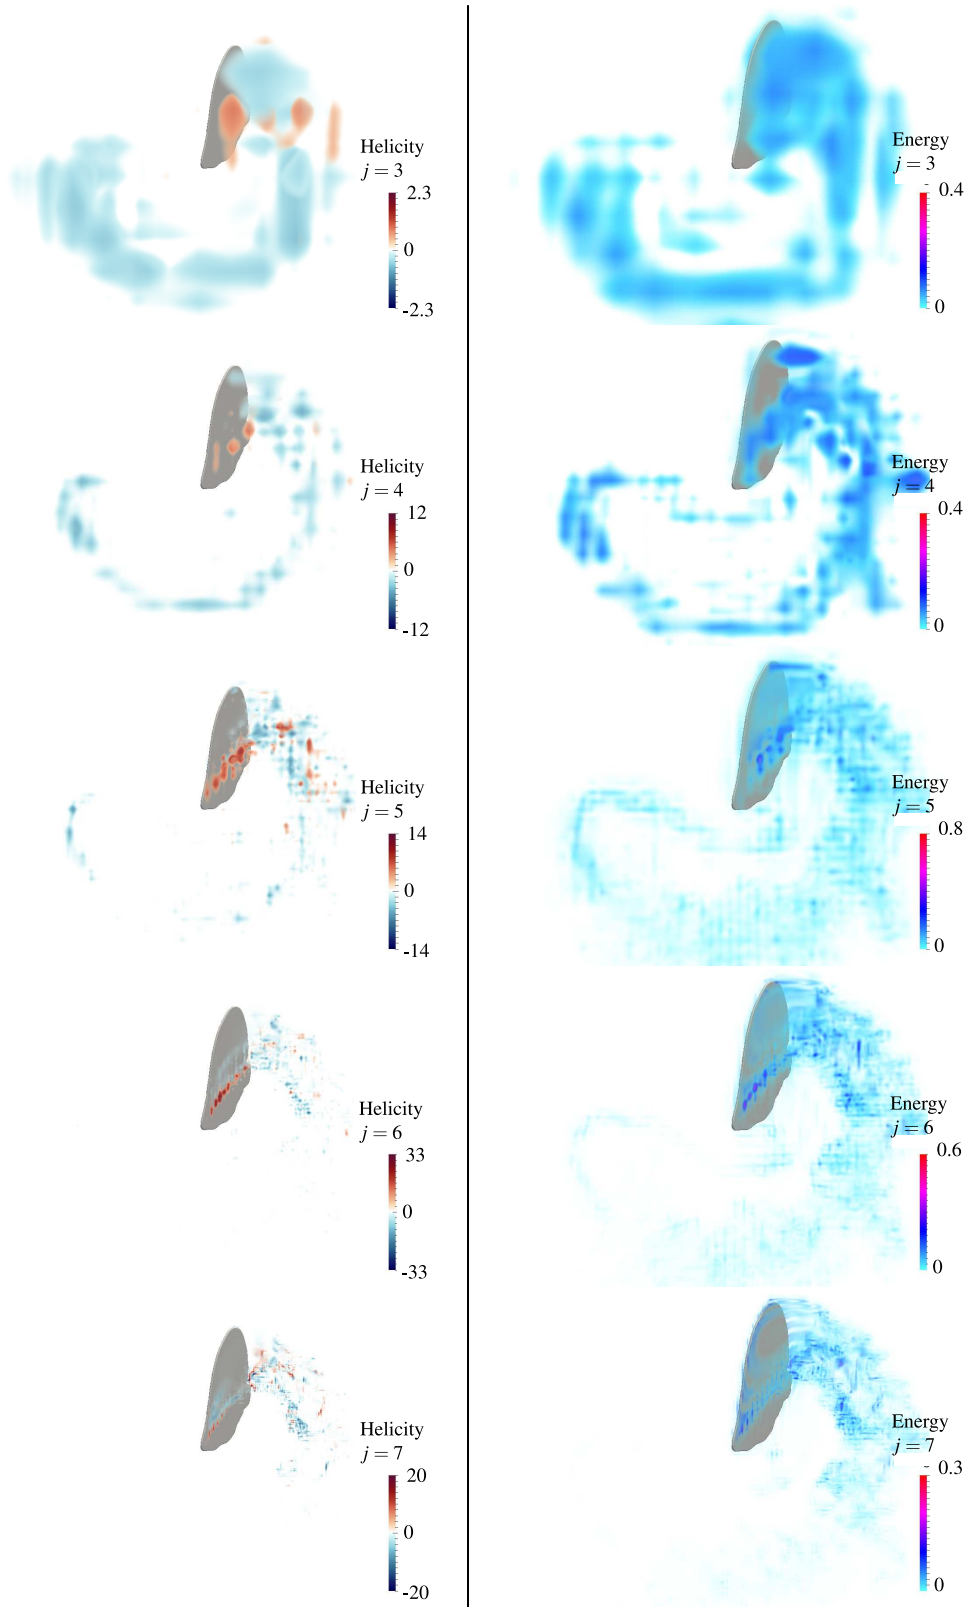 Helicity
j = 3
2.3
0
-2.3
Energy
j = 3
0.4
0
Helicity
j = 4
12
0
-12
Energy
j = 4
0.4
0
Helicity
j = 5
14
0
-14
Energy
j = 5
0.8
0
Helicity
j = 6
33
0
-33
Energy
j = 6
0.6
0
Helicity
j = 7
20
0
-20
Energy
j = 7
0.3
0